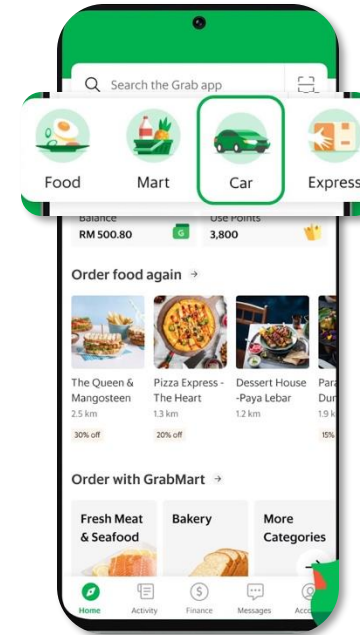 Search the Grab app
Food
Mart
Car
Express
Balance
Use Points
RM 500.80
G
3,800
Order food again →
The Queen &
Mangosteen
2.5 km
30% off
Pizza Express -
The Heart
1.3 km
20% off
Dessert House
-Paya Lebar
1.2 km
Para
Dur
1.9 k
15%
Order with GrabMart →
Fresh Meat
& Seafood
Bakery
More
Categories
Home
Activity
Finance
Messages
Acco